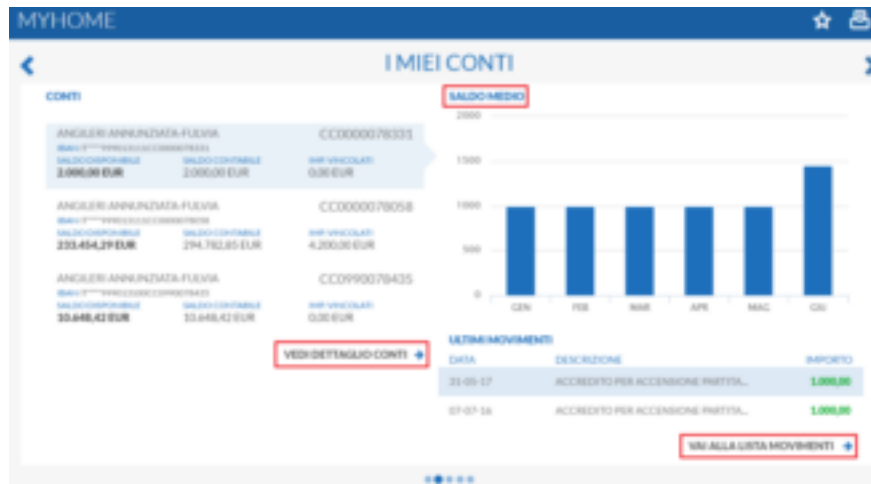 MYHOME
I MIEI CONTI
CONTI
ANGILERI ANNUNZIATA-FULVIA CC0000078331
SALDO DISPONIBILE SALDO CONTABILE IMP. VINCOLATI
2.000,00 EUR 2.000,00 EUR 0,00 EUR
ANGILERI ANNUNZIATA-FULVIA CC0000078058
SALDO DISPONIBILE SALDO CONTABILE IMP. VINCOLATI
233.454,29 EUR 294.782,85 EUR 4.200,00 EUR
ANGILERI ANNUNZIATA-FULVIA CC0990078435
SALDO DISPONIBILE SALDO CONTABILE IMP. VINCOLATI
10.648,42 EUR 10.648,42 EUR 0,00 EUR
VEDI DETTAGLIO CONTI
SALDO MEDIO
2000
1500
1000
500
0
GEN FEB MAR APR MAG GIU
ULTIMI MOVIMENTI
DATA DESCRIZIONE IMPORTO
31-05-17 ACCREDITO PER ACCENSIONE PARTITA... 1.000,00
07-07-16 ACCREDITO PER ACCENSIONE PARTITA... 1.000,00
VAI ALLA LISTA MOVIMENTI